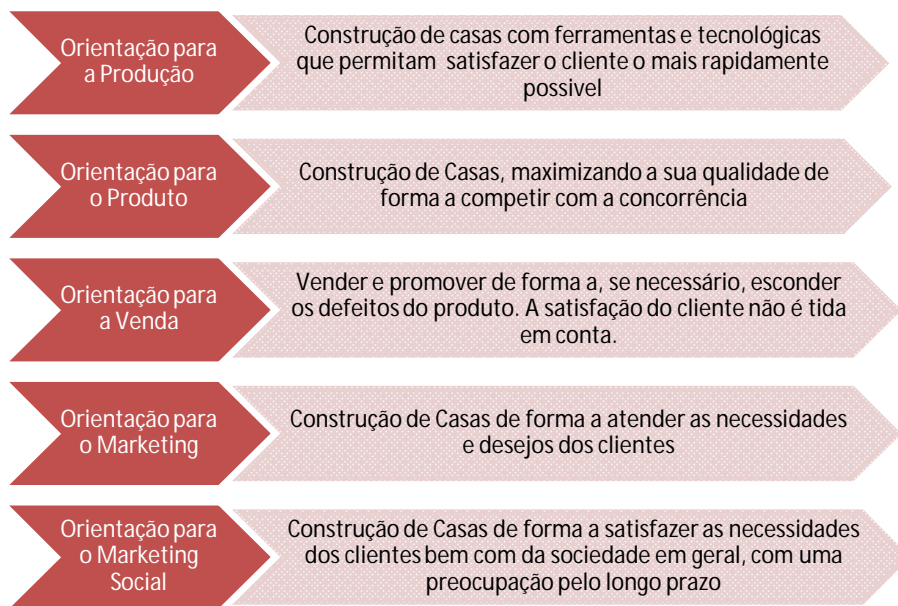 Orientação para
a Produção
Construção de casas com ferramentas e tecnológicas
que permitam satisfazer o cliente o mais rapidamente
possivel
Orientação para
o Produto
Construção de Casas, maximizando a sua qualidade de
forma a competir com a concorrência
Orientação para
a Venda
Vender e promover de forma a, se necessário, esconder
os defeitos do produto. A satisfação do cliente não é tida
em conta.
Orientação para
o Marketing
Construção de Casas de forma a atender as necessidades
e desejos dos clientes
Orientação para
o Marketing
Social
Construção de Casas de forma a satisfazer as necessidades
dos clientes bem com da sociedade em geral, com uma
preocupação pelo longo prazo